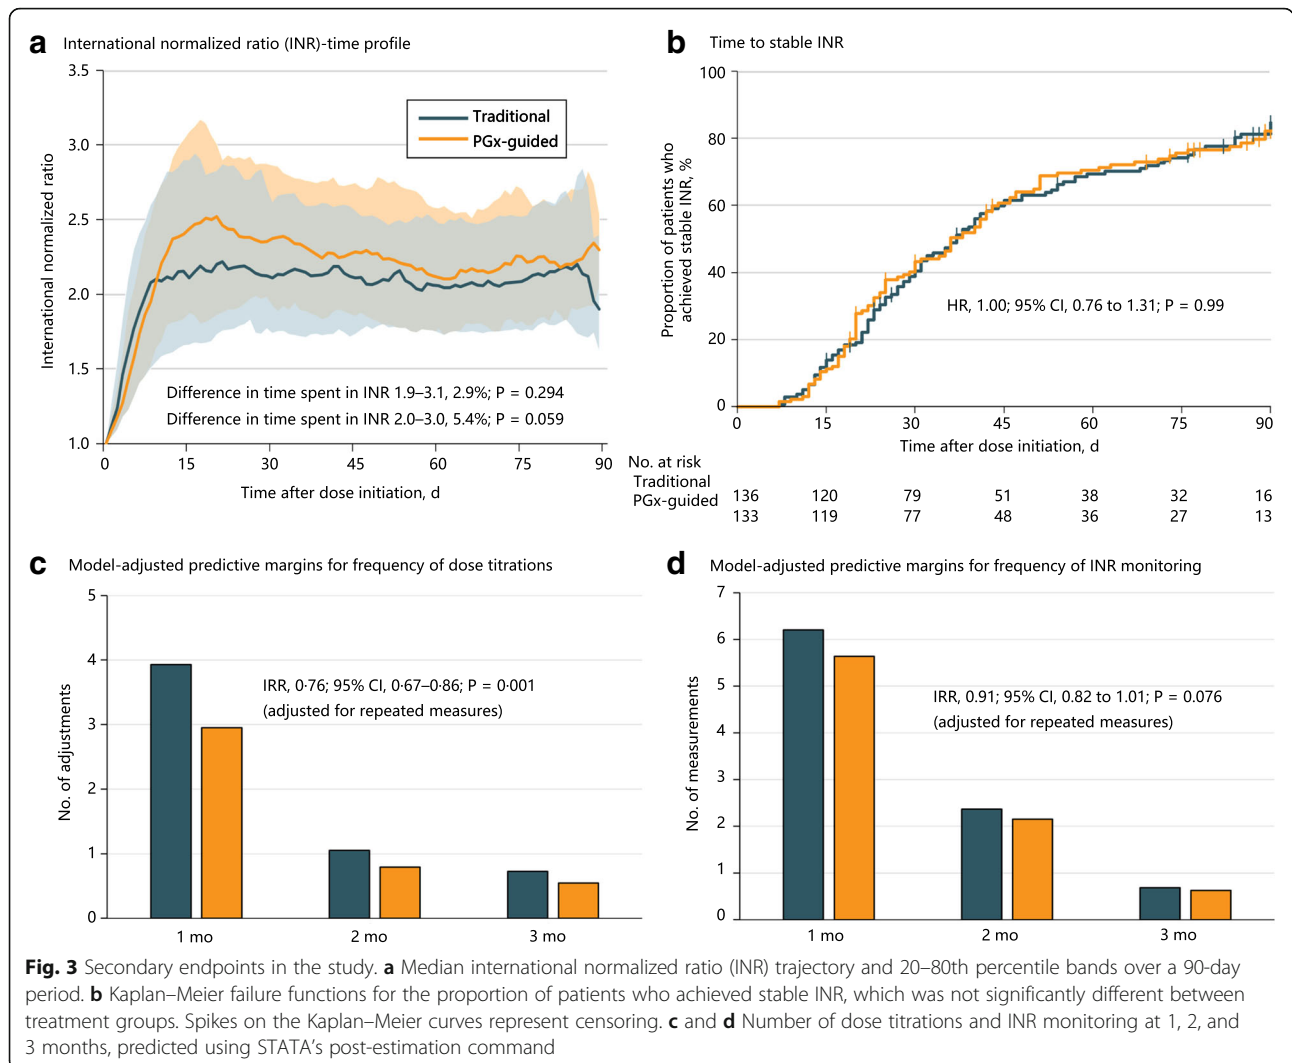 a International normalized ratio (INR)-time profile
3.5
3.0
2.5
2.0
1.5
1.0
International normalized ratio
Traditional
PGx-guided
Difference in time spent in INR 1.9–3.1, 2.9%; P = 0.294
Difference in time spent in INR 2.0–3.0, 5.4%; P = 0.059
0 15 30 45 60 75 90
Time after dose initiation, d
b Time to stable INR
100
80
60
40
20
0
Proportion of patients who
achieved stable INR, %
HR, 1.00; 95% CI, 0.76 to 1.31; P = 0.99
0 15 30 45 60 75 90
Time after dose initiation, d
No. at risk
Traditional
PGx-guided
136 120 79 51 38 32 16
133 119 77 48 36 27 13
c Model-adjusted predictive margins for frequency of dose titrations
5
4
3
2
1
0
No. of adjustments
IRR, 0·76; 95% CI, 0·67–0·86; P = 0·001
(adjusted for repeated measures)
1 mo 2 mo 3 mo
d Model-adjusted predictive margins for frequency of INR monitoring
7
6
5
4
3
2
1
0
No. of measurements
IRR, 0.91; 95% CI, 0.82 to 1.01; P = 0.076
(adjusted for repeated measures)
1 mo 2 mo 3 mo
Fig. 3 Secondary endpoints in the study. a Median international normalized ratio (INR) trajectory and 20–80th percentile bands over a 90-day
period. b Kaplan–Meier failure functions for the proportion of patients who achieved stable INR, which was not significantly different between
treatment groups. Spikes on the Kaplan–Meier curves represent censoring. c and d Number of dose titrations and INR monitoring at 1, 2, and
3 months, predicted using STATA's post-estimation command